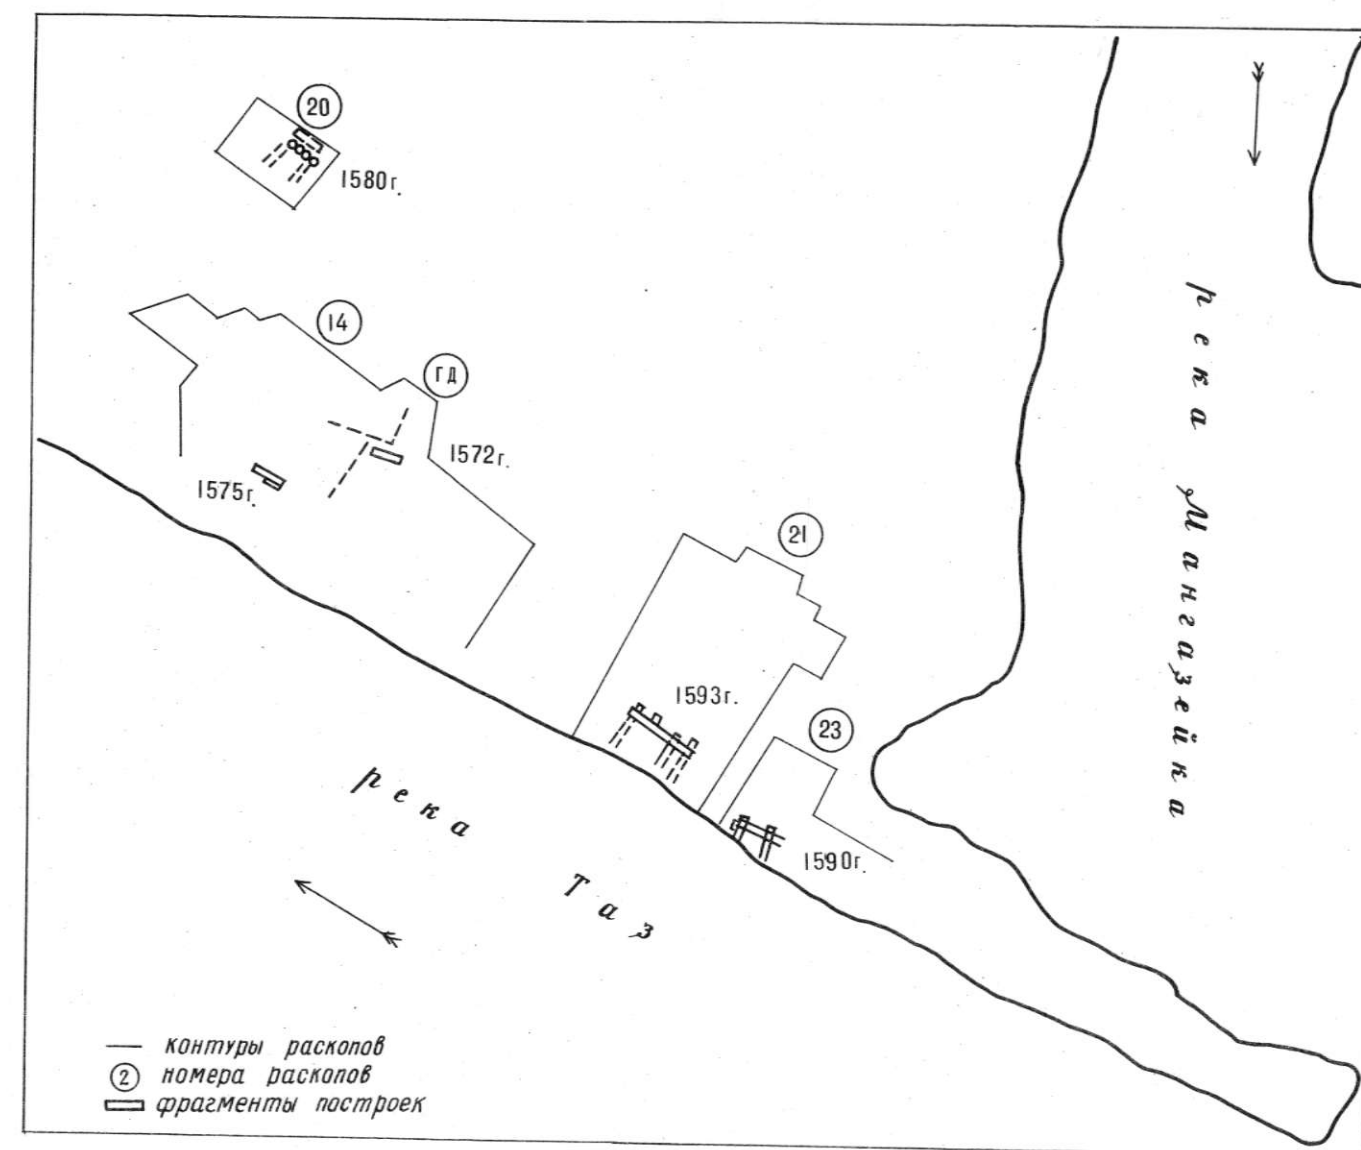 20
1580г.
14
ГД
1572г.
1575г.
21
1593г.
23
1590г.
река Мангазейка
река Таз
контуры раскопов
2 номера раскопов
фрагменты построек